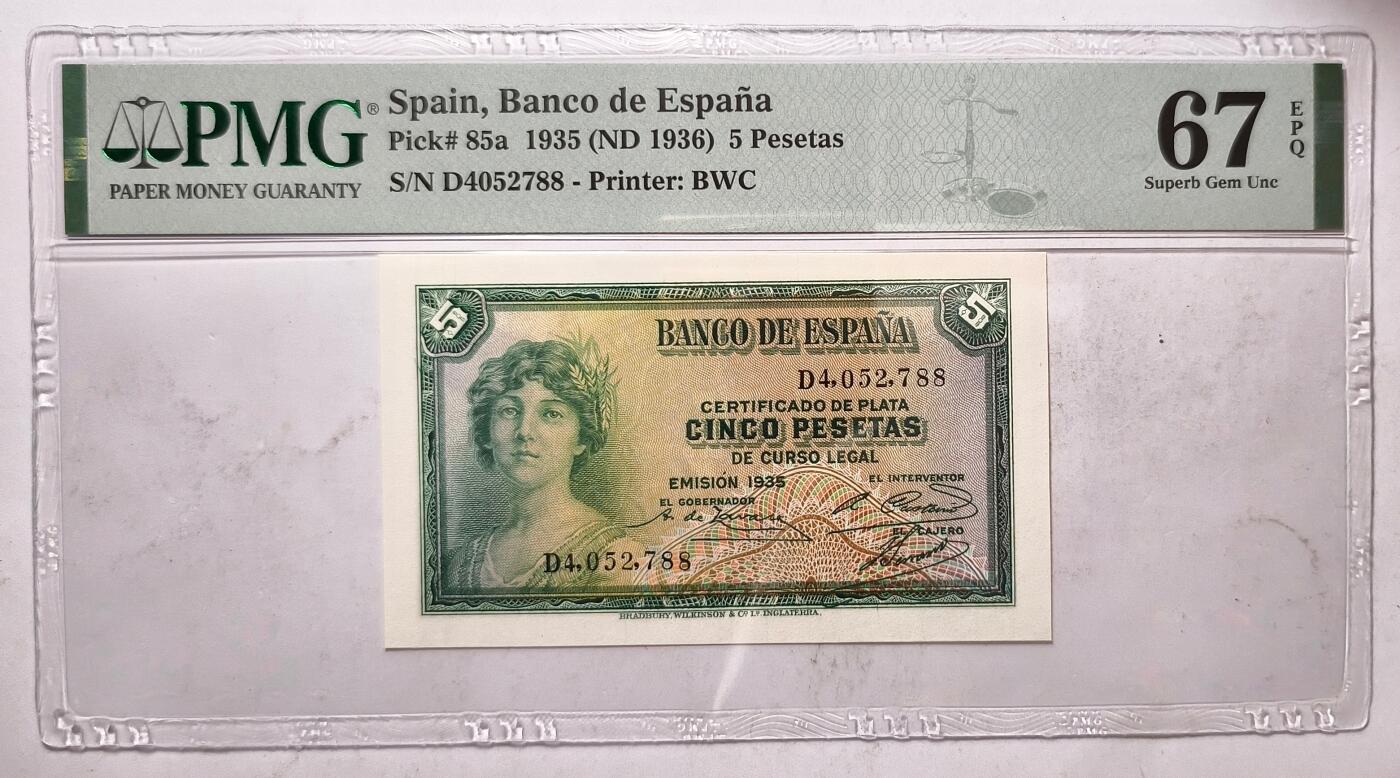 PMG®
PAPER MONEY GUARANTY
Spain, Banco de España
Pick# 85a 1935 (ND 1936) 5 Pesetas
S/N D4052788 - Printer: BWC
67
EPQ
Superb Gem Unc
5
5
BANCO DE ESPAÑA
D4,052,788
CERTIFICADO DE PLATA
CINCO PESETAS
DE CURSO LEGAL
EMISIÓN 1935
EL INTERVENTOR
EL GOBERNADOR
EL CAJERO
D4,052,788
BRADBURY, WILKINSON & Cº Lº INGLATERRA.